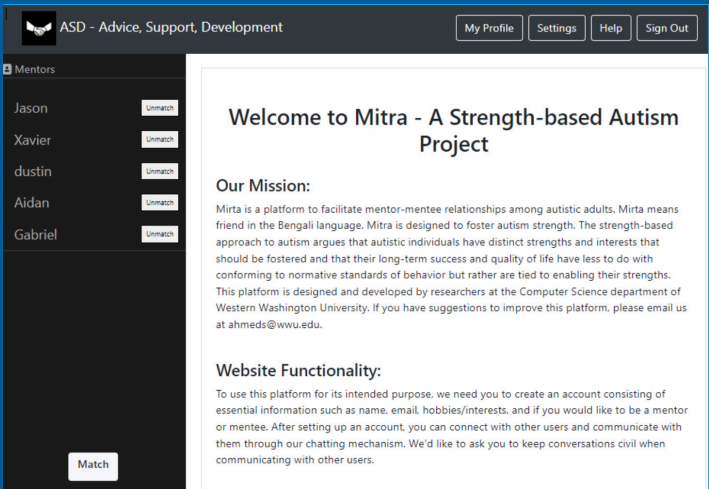 ASD - Advice, Support, Development
My Profile
Settings
Help
Sign Out
Mentors
Jason
Unmatch
Xavier
Unmatch
dustin
Unmatch
Aidan
Unmatch
Gabriel
Unmatch
Match
Welcome to Mitra - A Strength-based Autism
Project
Our Mission:
Mirta is a platform to facilitate mentor-mentee relationships among autistic adults. Mirta means
friend in the Bengali language. Mitra is designed to foster autism strength. The strength-based
approach to autism argues that autistic individuals have distinct strengths and interests that
should be fostered and that their long-term success and quality of life have less to do with
conforming to normative standards of behavior but rather are tied to enabling their strengths.
This platform is designed and developed by researchers at the Computer Science department of
Western Washington University. If you have suggestions to improve this platform, please email us
at ahmeds@wwu.edu.
Website Functionality:
To use this platform for its intended purpose, we need you to create an account consisting of
essential information such as name, email, hobbies/interests, and if you would like to be a mentor
or mentee. After setting up an account, you can connect with other users and communicate with
them through our chatting mechanism. We'd like to ask you to keep conversations civil when
communicating with other users.